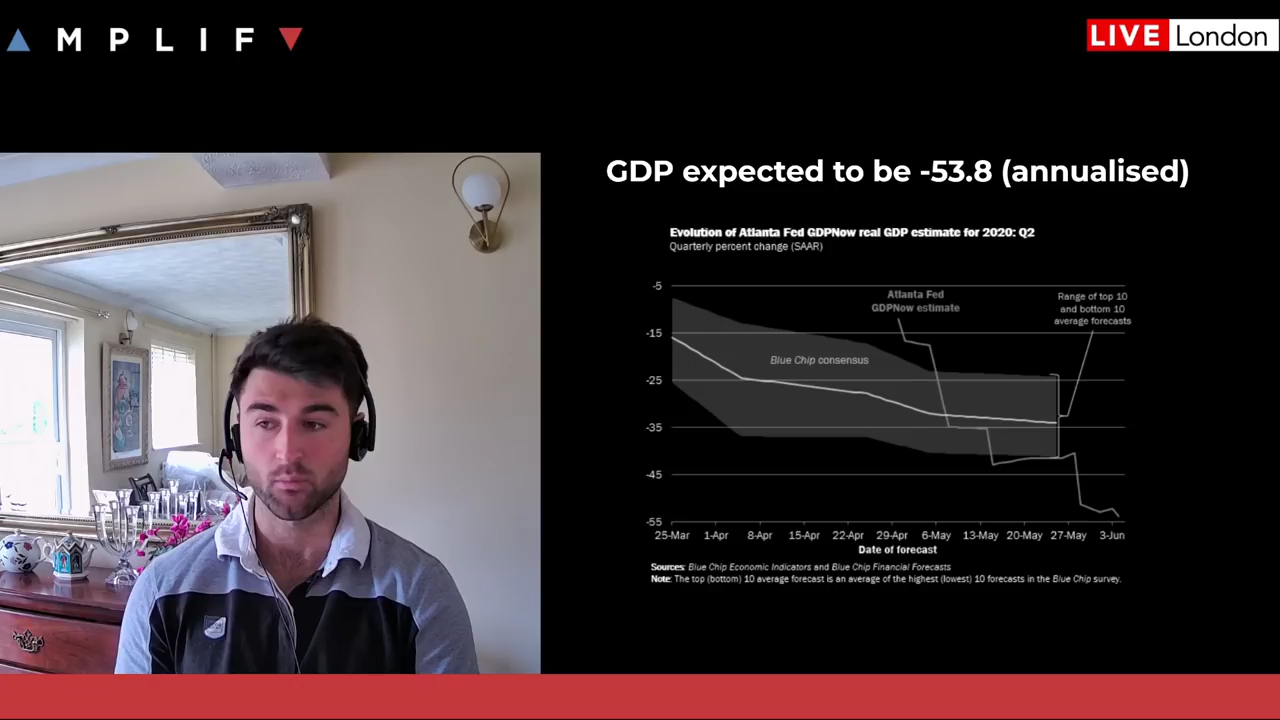 ▲ M P L I F ▼
LIVE London
GDP expected to be -53.8 (annualised)
Evolution of Atlanta Fed GDPNow real GDP estimate for 2020: Q2
Quarterly percent change (SAAR)
-5
-15
-25
-35
-45
-55
Atlanta Fed
GDPNow estimate
Range of top 10
and bottom 10
average forecasts
Blue Chip consensus
25-Mar 1-Apr 8-Apr 15-Apr 22-Apr 29-Apr 6-May 13-May 20-May 27-May 3-Jun
Date of forecast
Sources: Blue Chip Economic Indicators and Blue Chip Financial Forecasts
Note: The top (bottom) 10 average forecast is an average of the highest (lowest) 10 forecasts in the Blue Chip survey.